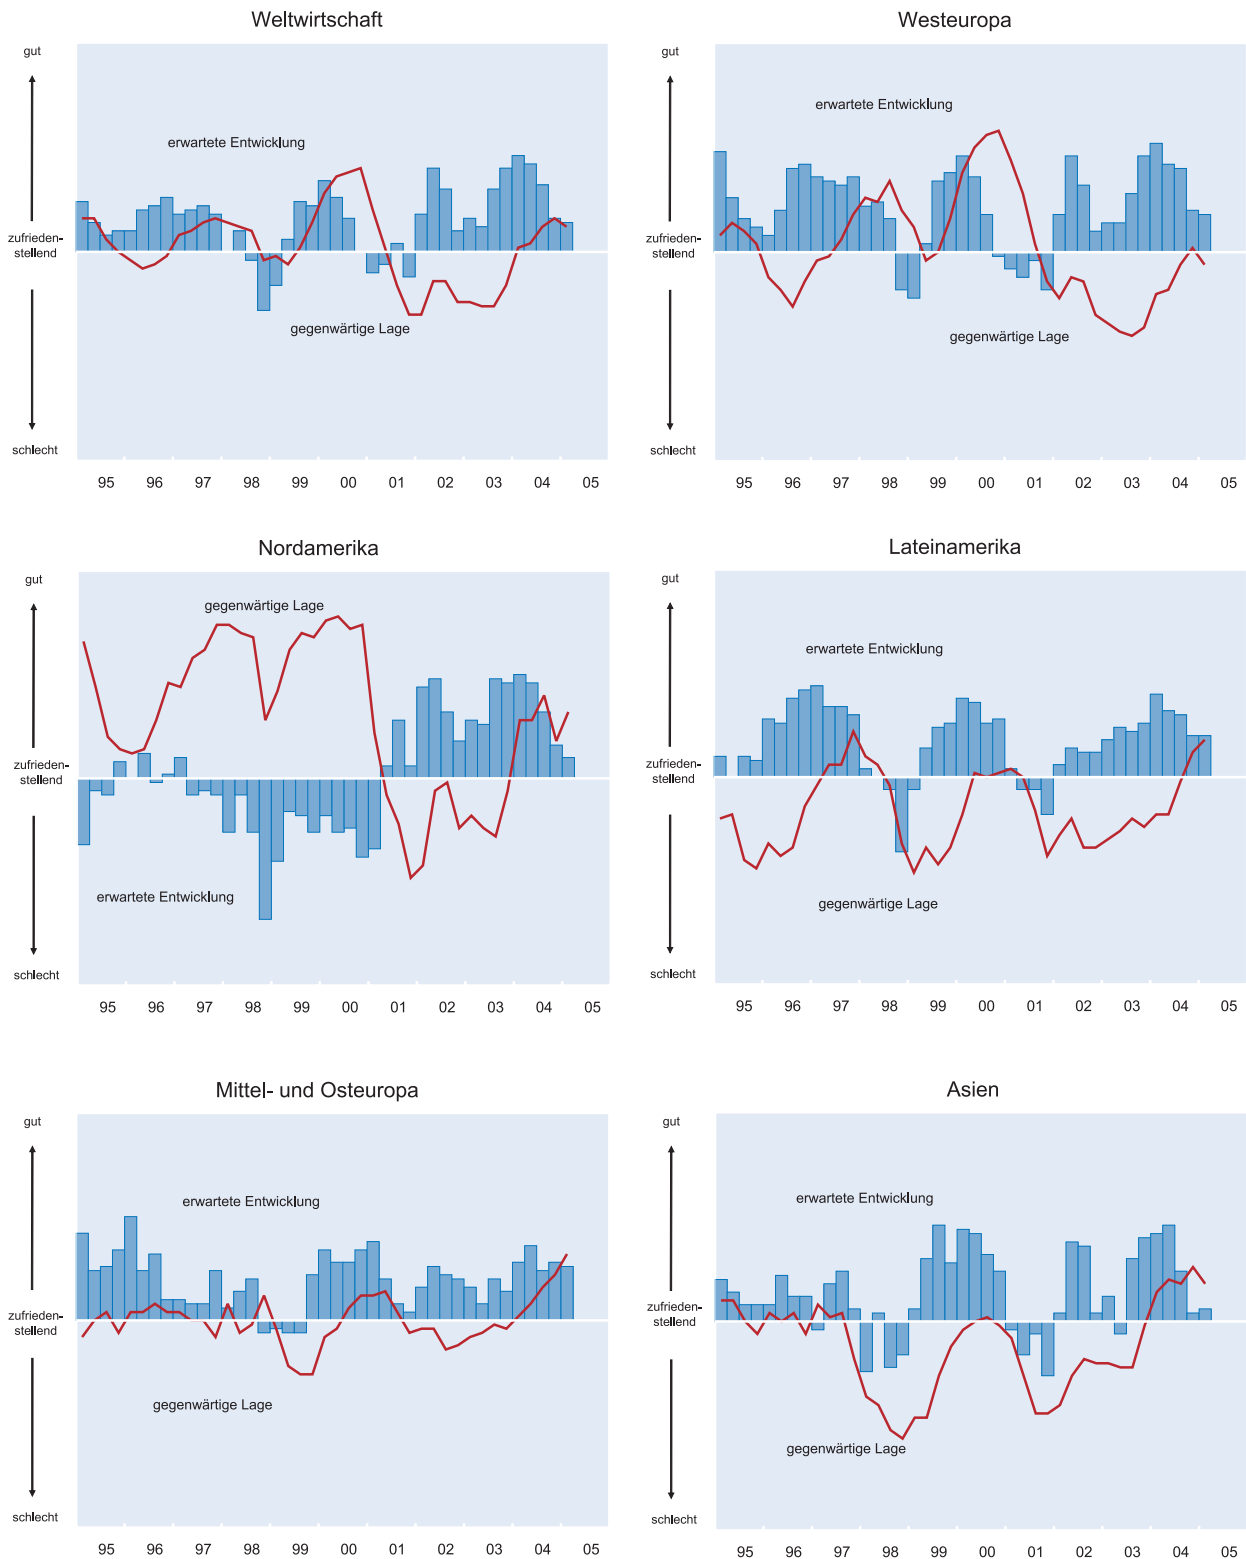 Weltwirtschaft
gut
erwartete Entwicklung
zufrieden-
stellend
gegenwärtige Lage
schlecht
95 96 97 98 99 00 01 02 03 04 05
Westeuropa
gut
erwartete Entwicklung
zufrieden-
stellend
gegenwärtige Lage
schlecht
95 96 97 98 99 00 01 02 03 04 05
Nordamerika
gut
gegenwärtige Lage
zufrieden-
stellend
erwartete Entwicklung
schlecht
95 96 97 98 99 00 01 02 03 04 05
Lateinamerika
gut
erwartete Entwicklung
zufrieden-
stellend
gegenwärtige Lage
schlecht
95 96 97 98 99 00 01 02 03 04 05
Mittel- und Osteuropa
gut
erwartete Entwicklung
zufrieden-
stellend
gegenwärtige Lage
schlecht
95 96 97 98 99 00 01 02 03 04 05
Asien
gut
erwartete Entwicklung
zufrieden-
stellend
gegenwärtige Lage
schlecht
95 96 97 98 99 00 01 02 03 04 05